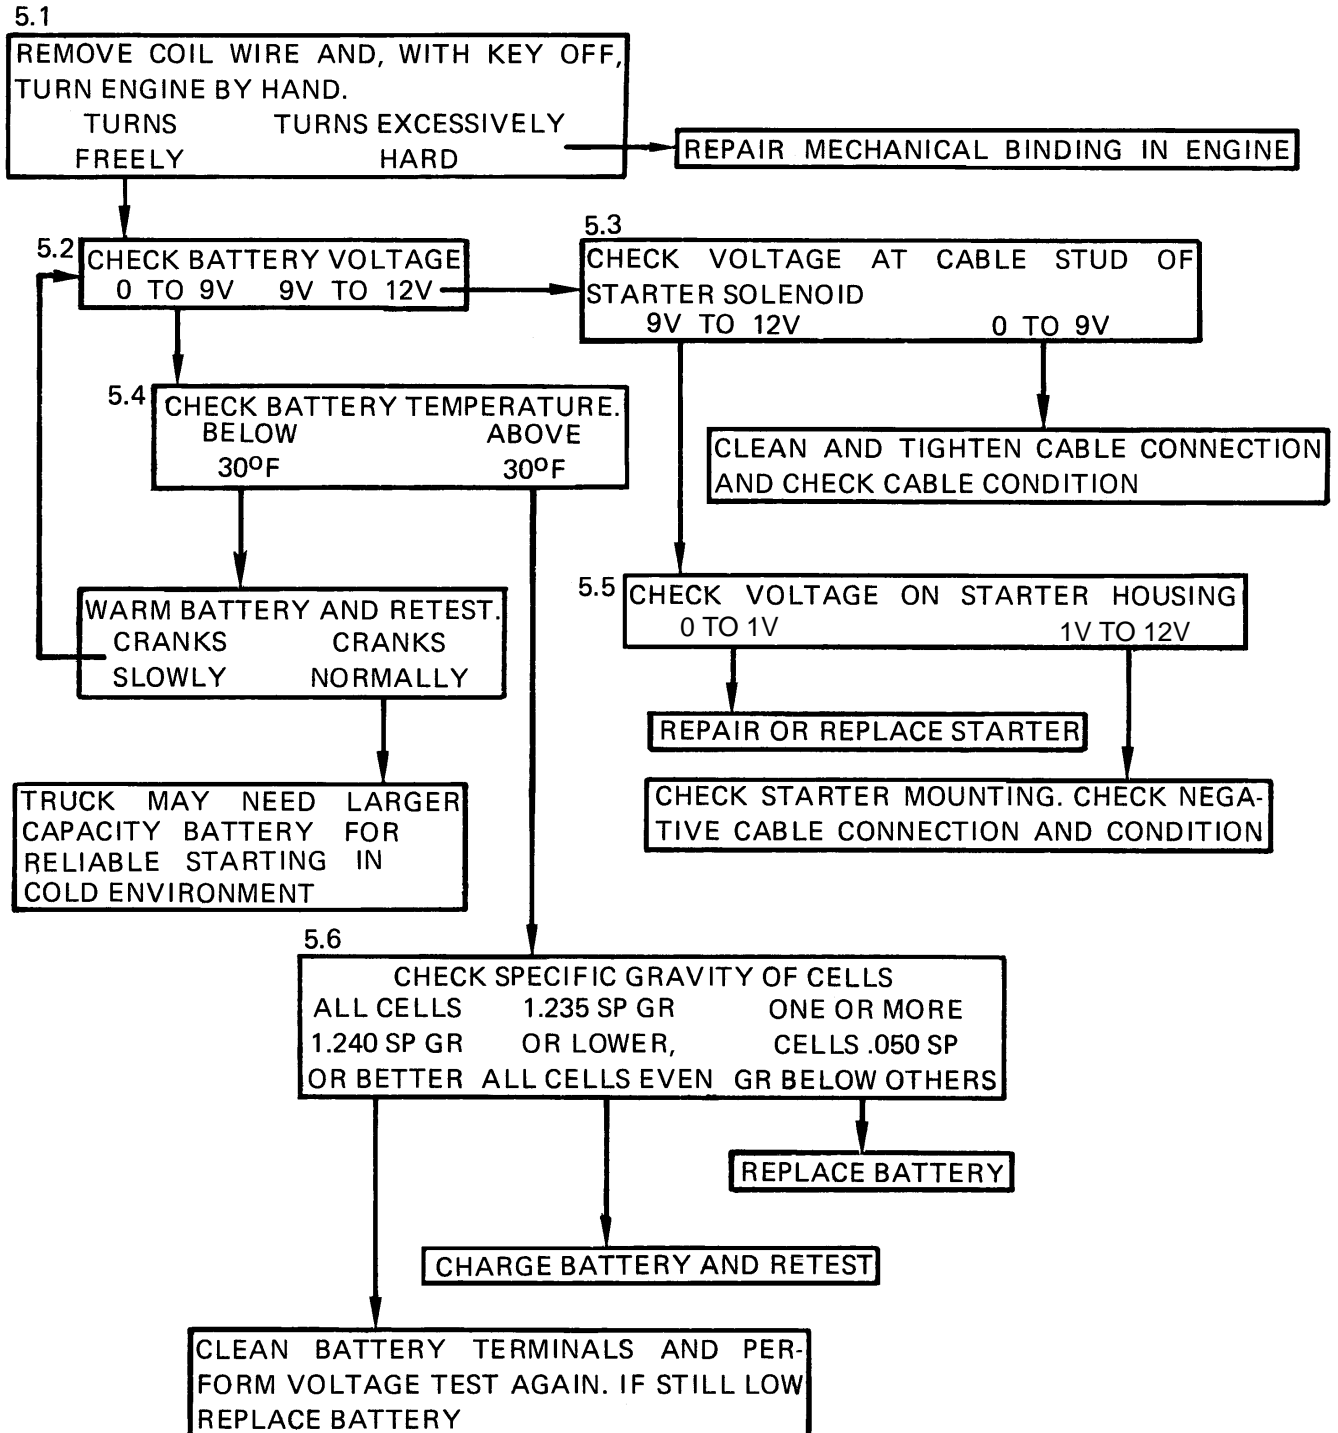 5.1
REMOVE COIL WIRE AND, WITH KEY OFF,
TURN ENGINE BY HAND.
TURNS TURNS EXCESSIVELY
FREELY HARD
REPAIR MECHANICAL BINDING IN ENGINE
5.2
CHECK BATTERY VOLTAGE
0 TO 9V 9V TO 12V
5.3
CHECK VOLTAGE AT CABLE STUD OF
STARTER SOLENOID
9V TO 12V 0 TO 9V
5.4
CHECK BATTERY TEMPERATURE.
BELOW ABOVE
30ºF 30ºF
CLEAN AND TIGHTEN CABLE CONNECTION
AND CHECK CABLE CONDITION
WARM BATTERY AND RETEST.
CRANKS CRANKS
SLOWLY NORMALLY
5.5
CHECK VOLTAGE ON STARTER HOUSING
0 TO 1V 1V TO 12V
REPAIR OR REPLACE STARTER
TRUCK MAY NEED LARGER
CAPACITY BATTERY FOR
RELIABLE STARTING IN
COLD ENVIRONMENT
CHECK STARTER MOUNTING. CHECK NEGA-
TIVE CABLE CONNECTION AND CONDITION
5.6
CHECK SPECIFIC GRAVITY OF CELLS
ALL CELLS 1.235 SP GR ONE OR MORE
1.240 SP GR OR LOWER, CELLS .050 SP
OR BETTER ALL CELLS EVEN GR BELOW OTHERS
REPLACE BATTERY
CHARGE BATTERY AND RETEST
CLEAN BATTERY TERMINALS AND PER-
FORM VOLTAGE TEST AGAIN. IF STILL LOW
REPLACE BATTERY